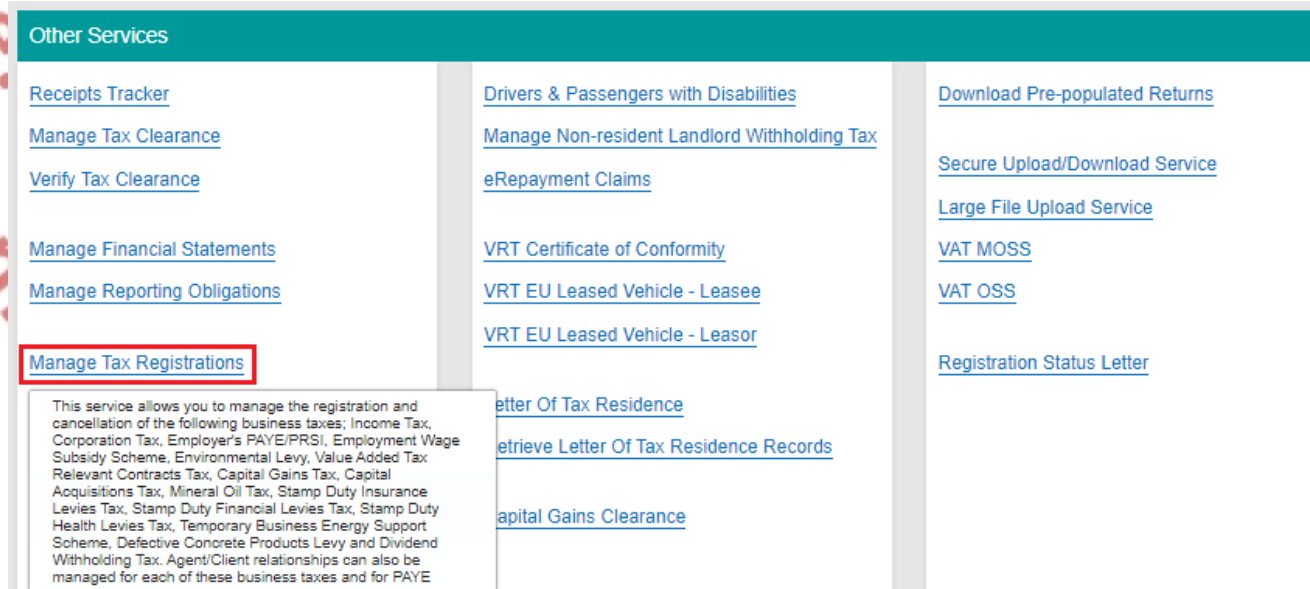 Other Services
Receipts Tracker
Manage Tax Clearance
Verify Tax Clearance
Manage Financial Statements
Manage Reporting Obligations
Manage Tax Registrations
This service allows you to manage the registration and
cancellation of the following business taxes; Income Tax,
Corporation Tax, Employer's PAYE/PRSI, Employment Wage
Subsidy Scheme, Environmental Levy, Value Added Tax
Relevant Contracts Tax, Capital Gains Tax, Capital
Acquisitions Tax, Mineral Oil Tax, Stamp Duty Insurance
Levies Tax, Stamp Duty Financial Levies Tax, Stamp Duty
Health Levies Tax, Temporary Business Energy Support
Scheme, Defective Concrete Products Levy and Dividend
Withholding Tax. Agent/Client relationships can also be
managed for each of these business taxes and for PAYE
Drivers & Passengers with Disabilities
Manage Non-resident Landlord Withholding Tax
eRepayment Claims
VRT Certificate of Conformity
VRT EU Leased Vehicle - Leasee
VRT EU Leased Vehicle - Leasor
etter Of Tax Residence
etrieve Letter Of Tax Residence Records
apital Gains Clearance
Download Pre-populated Returns
Secure Upload/Download Service
Large File Upload Service
VAT MOSS
VAT OSS
Registration Status Letter